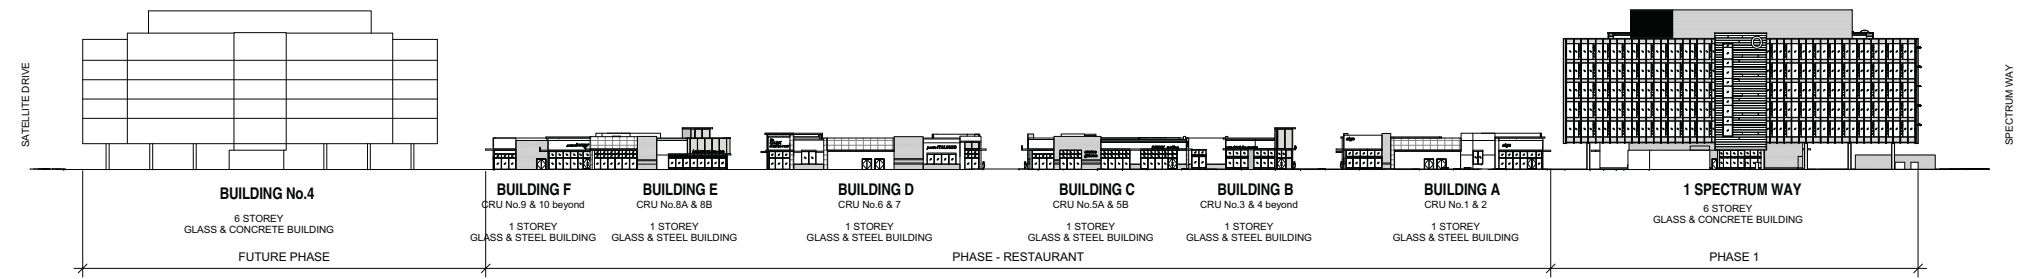 SATELLITE DRIVE
BUILDING No.4
6 STOREY
GLASS & CONCRETE BUILDING
FUTURE PHASE
BUILDING F
CRU No.9 & 10 beyond
1 STOREY
GLASS & STEEL BUILDING
BUILDING E
CRU No.8A & 8B
1 STOREY
GLASS & STEEL BUILDING
BUILDING D
CRU No.6 & 7
1 STOREY
GLASS & STEEL BUILDING
BUILDING C
CRU No.5A & 5B
1 STOREY
GLASS & STEEL BUILDING
BUILDING B
CRU No.3 & 4 beyond
1 STOREY
GLASS & STEEL BUILDING
BUILDING A
CRU No.1 & 2
1 STOREY
GLASS & STEEL BUILDING
PHASE - RESTAURANT
1 SPECTRUM WAY
6 STOREY
GLASS & CONCRETE BUILDING
PHASE 1
SPECTRUM WAY